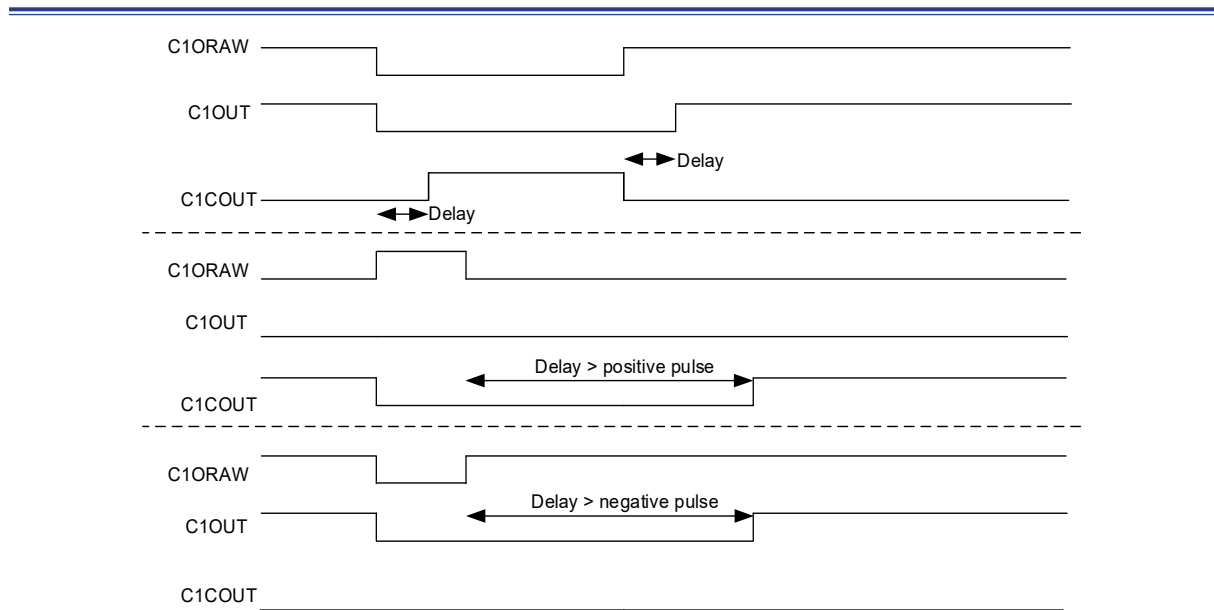 C1ORAW
C1OUT
Delay
C1COUT
Delay
C1ORAW
C1OUT
Delay > positive pulse
C1COUT
C1ORAW
Delay > negative pulse
C1OUT
C1COUT